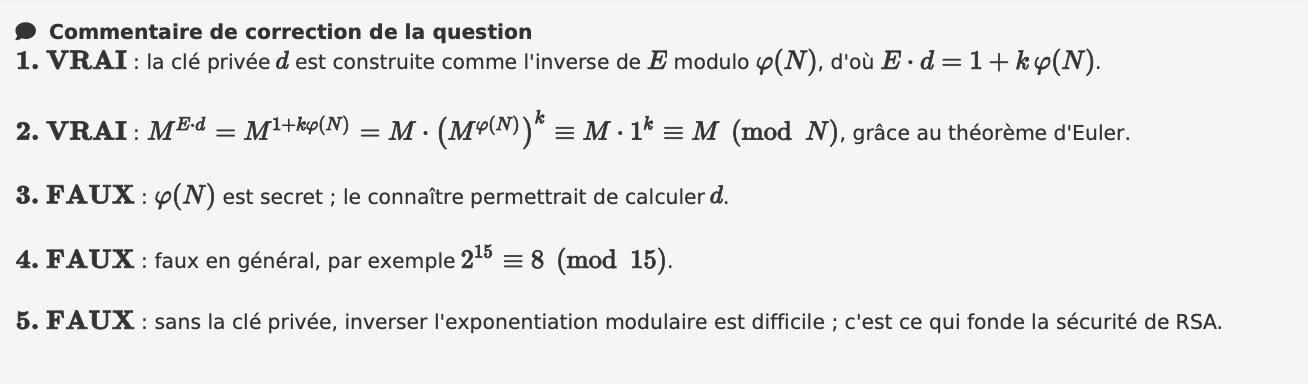 Commentaire de correction de la question
1. VRAI : la clé privée d est construite comme l'inverse de E modulo φ(N), d'où E · d = 1 + k φ(N).
2. VRAI : M^{E·d} = M^{1+kφ(N)} = M · (M^{φ(N)})^k ≡ M · 1^k ≡ M (mod N), grâce au théorème d'Euler.
3. FAUX : φ(N) est secret ; le connaître permettrait de calculer d.
4. FAUX : faux en général, par exemple 2^{15} ≡ 8 (mod 15).
5. FAUX : sans la clé privée, inverser l'exponentiation modulaire est difficile ; c'est ce qui fonde la sécurité de RSA.